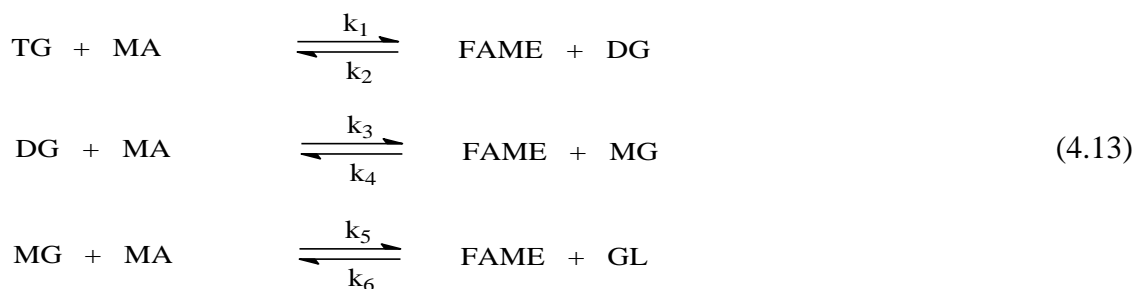 k₁
TG + MA FAME + DG
k₂
k₃
DG + MA FAME + MG (4.13)
k₄
k₅
MG + MA FAME + GL
k₆